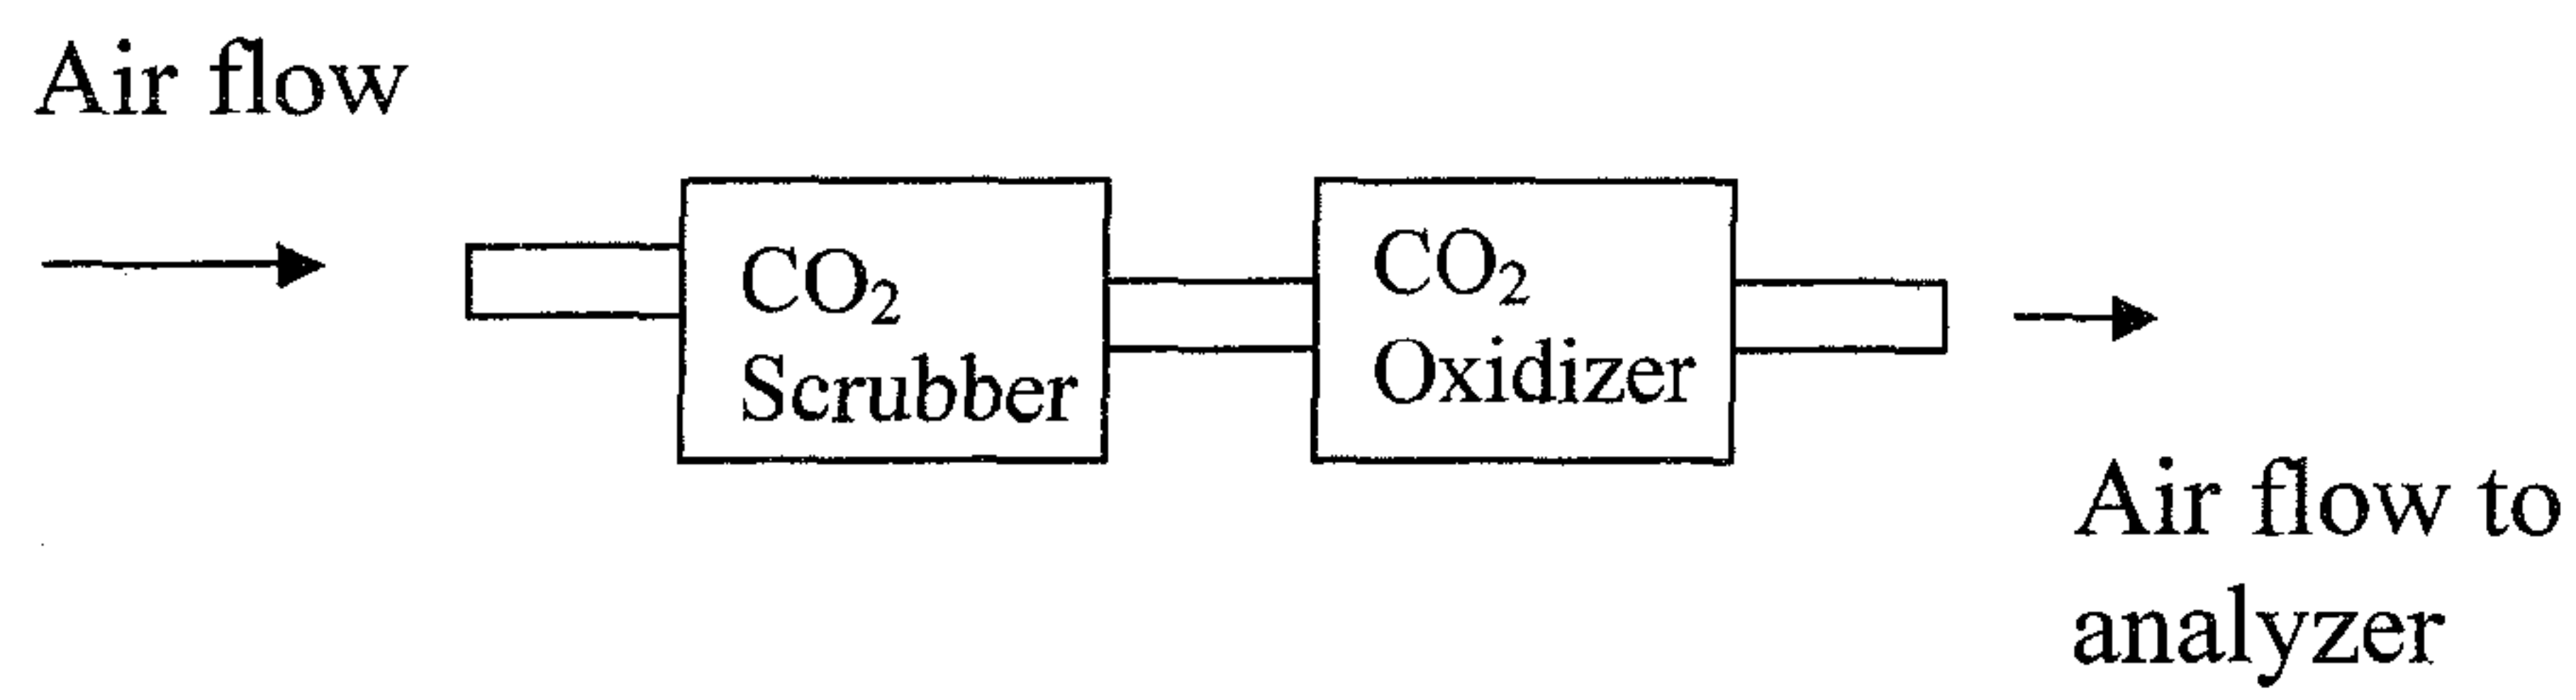 Air flow
CO₂
Scrubber
CO₂
Oxidizer
Air flow to
analyzer